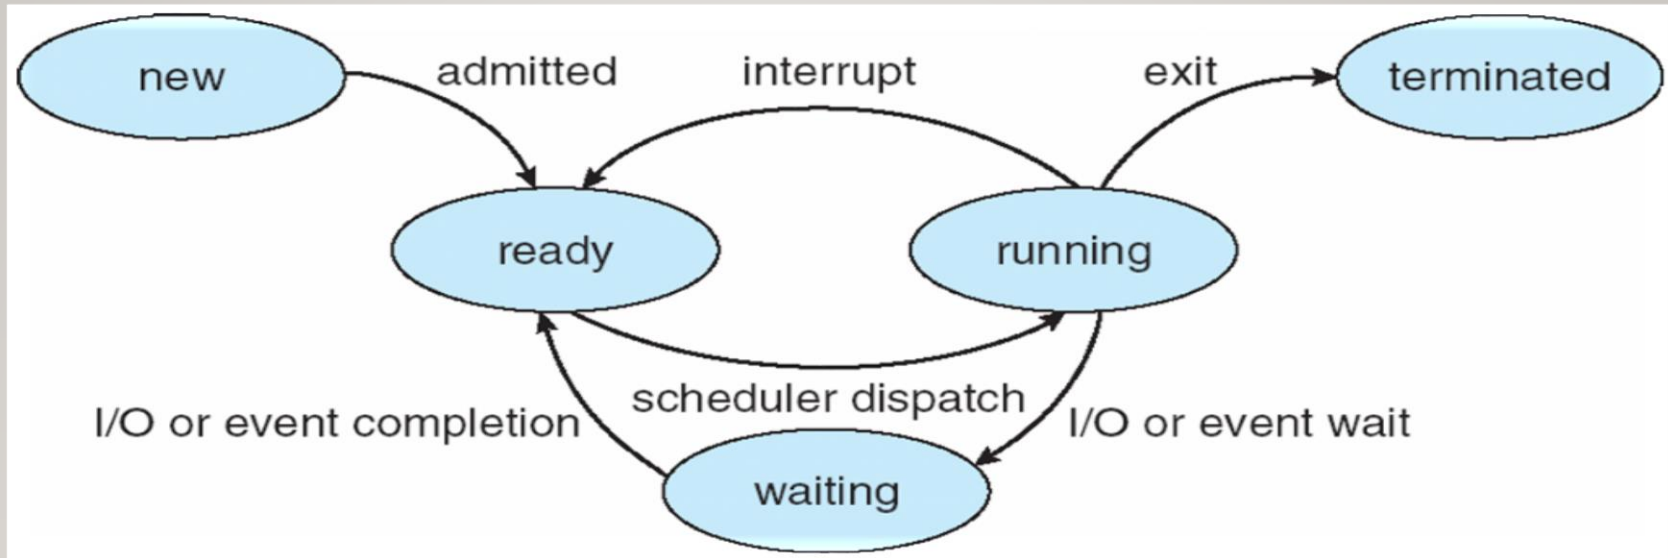 new
admitted
interrupt
exit
terminated
ready
running
scheduler dispatch
I/O or event completion
I/O or event wait
waiting